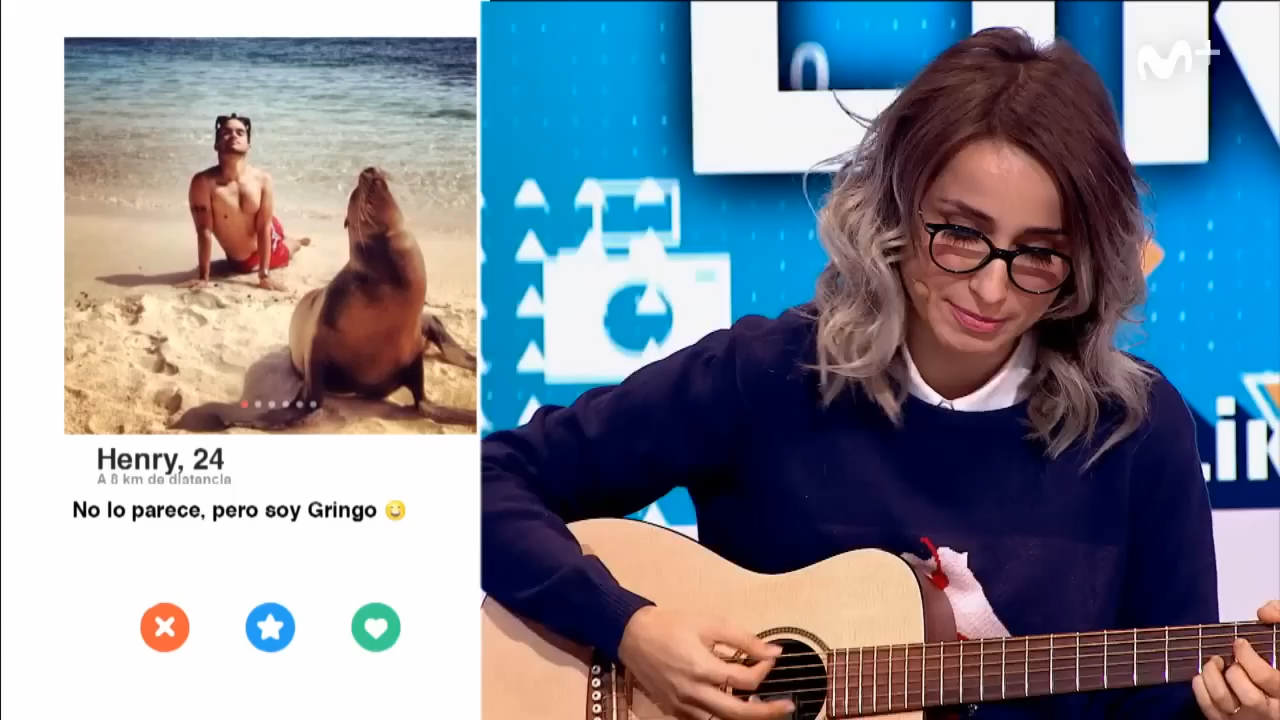 Henry, 24
A 8 km de distancia
No lo parece, pero soy Gringo 😄
M+